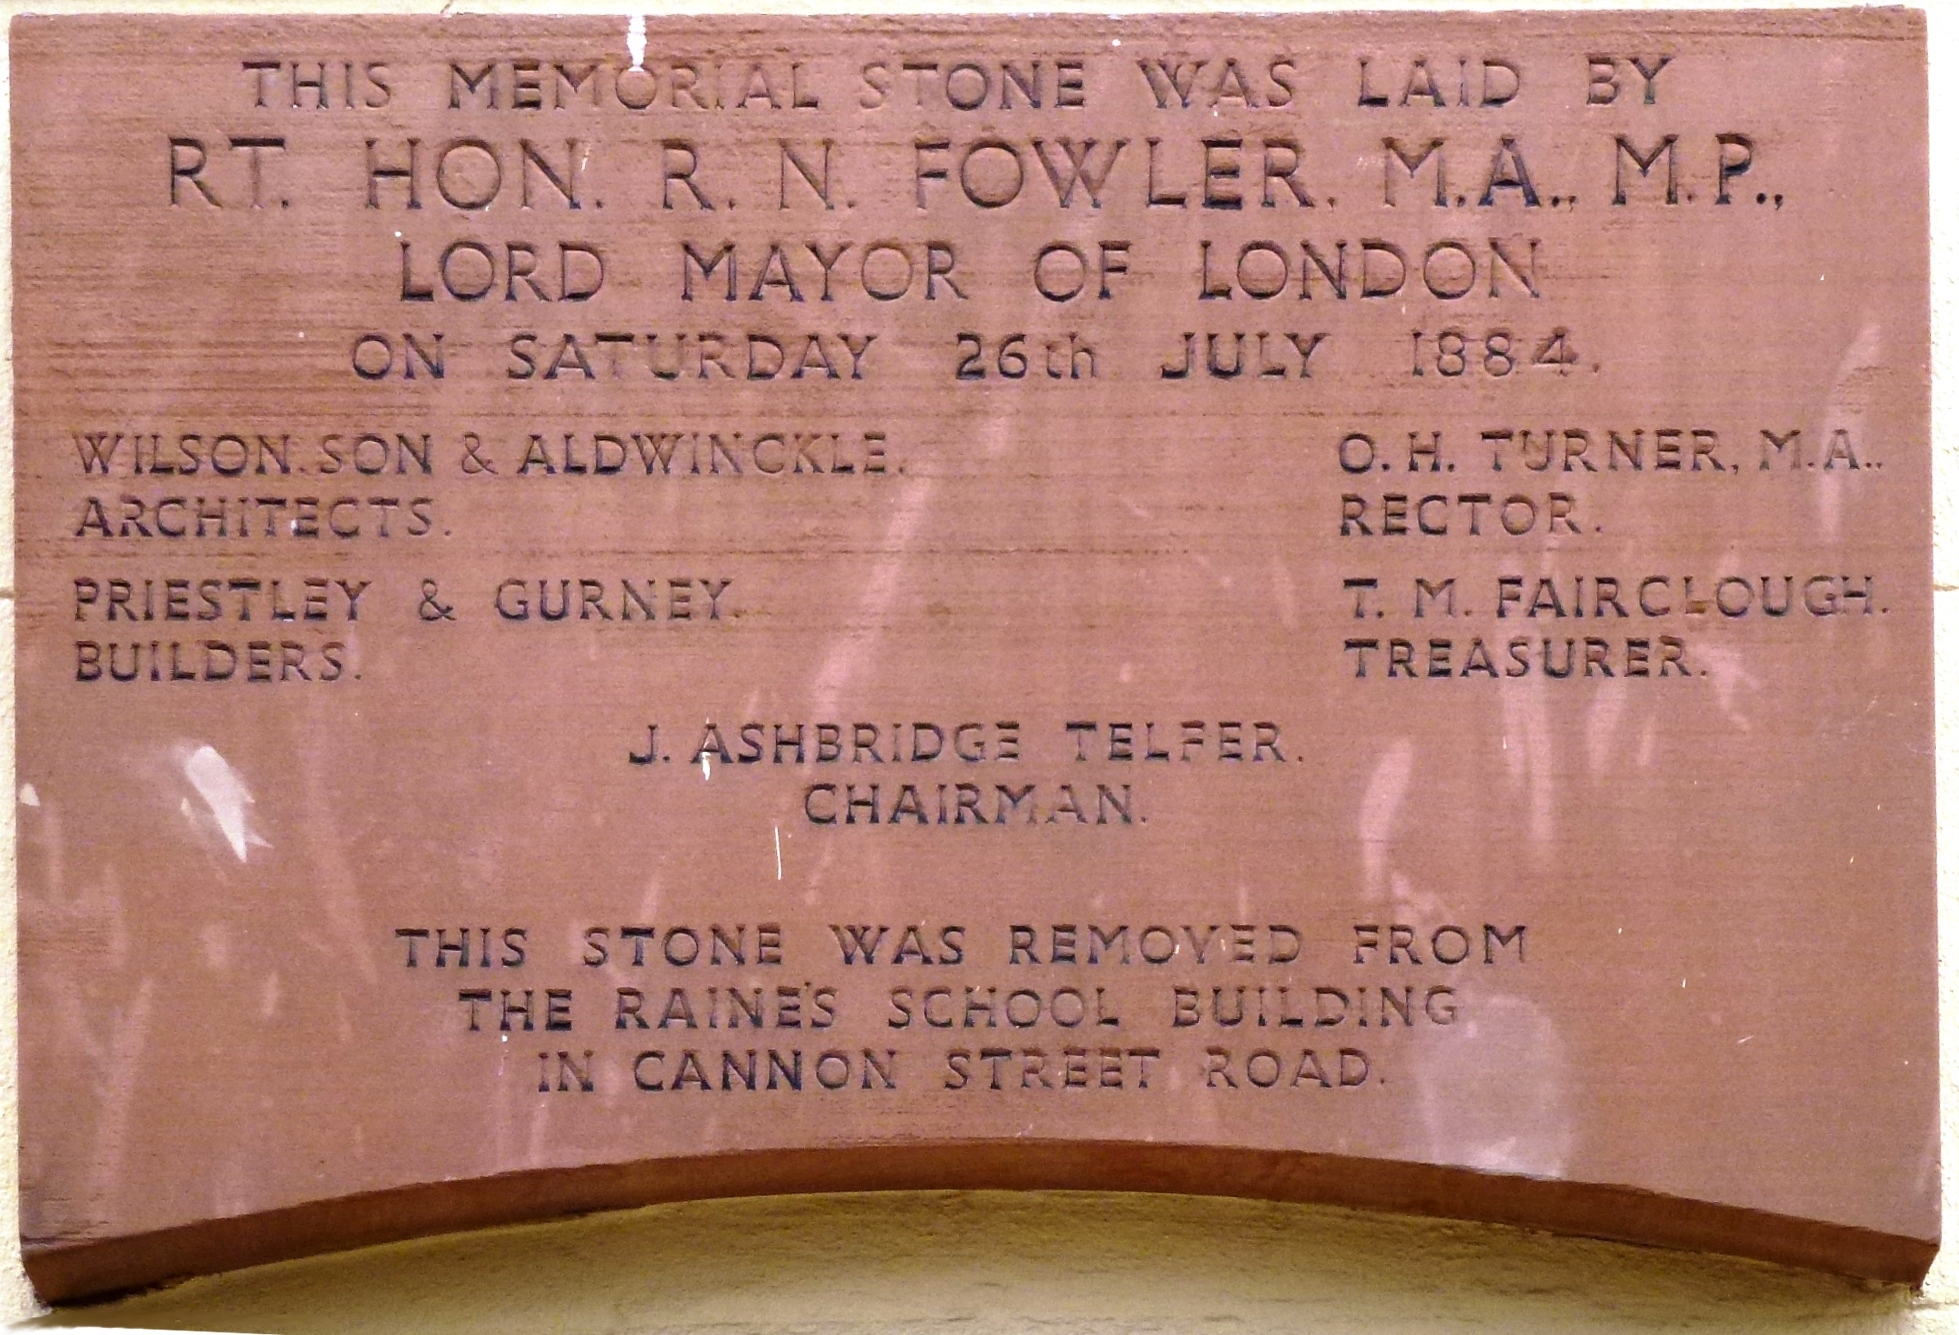 THIS MEMORIAL STONE WAS LAID BY
RT. HON. R. N. FOWLER. M.A., M.P.,
LORD MAYOR OF LONDON
ON SATURDAY 26th JULY 1884.
WILSON. SON & ALDWINCKLE.
ARCHITECTS.
O. H. TURNER, M.A..
RECTOR.
PRIESTLEY & GURNEY.
BUILDERS.
T. M. FAIRCLOUGH.
TREASURER.
J. ASHBRIDGE TELFER.
CHAIRMAN.
THIS STONE WAS REMOVED FROM
THE RAINE'S SCHOOL BUILDING
IN CANNON STREET ROAD.